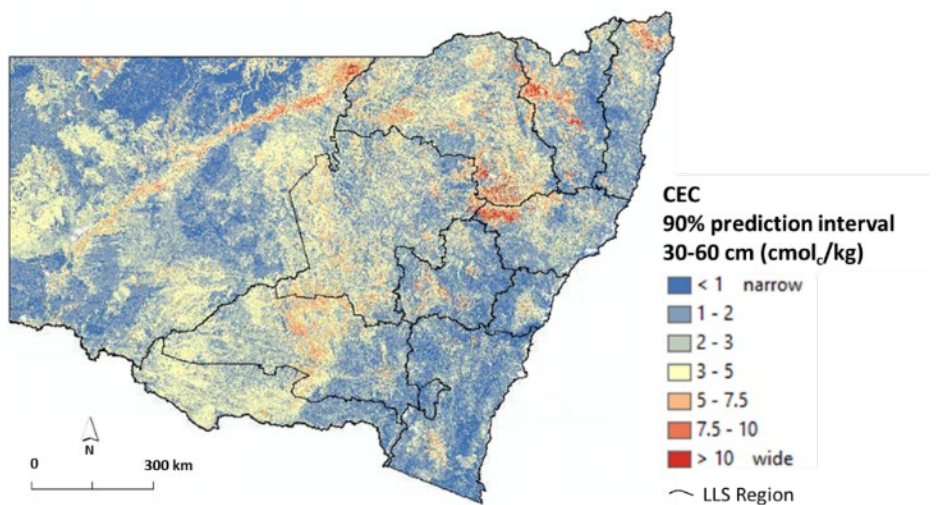 CEC
90% prediction interval
30-60 cm (cmolc/kg)
< 1 narrow
1 - 2
2 - 3
3 - 5
5 - 7.5
7.5 - 10
> 10 wide
LLS Region
N
0 300 km